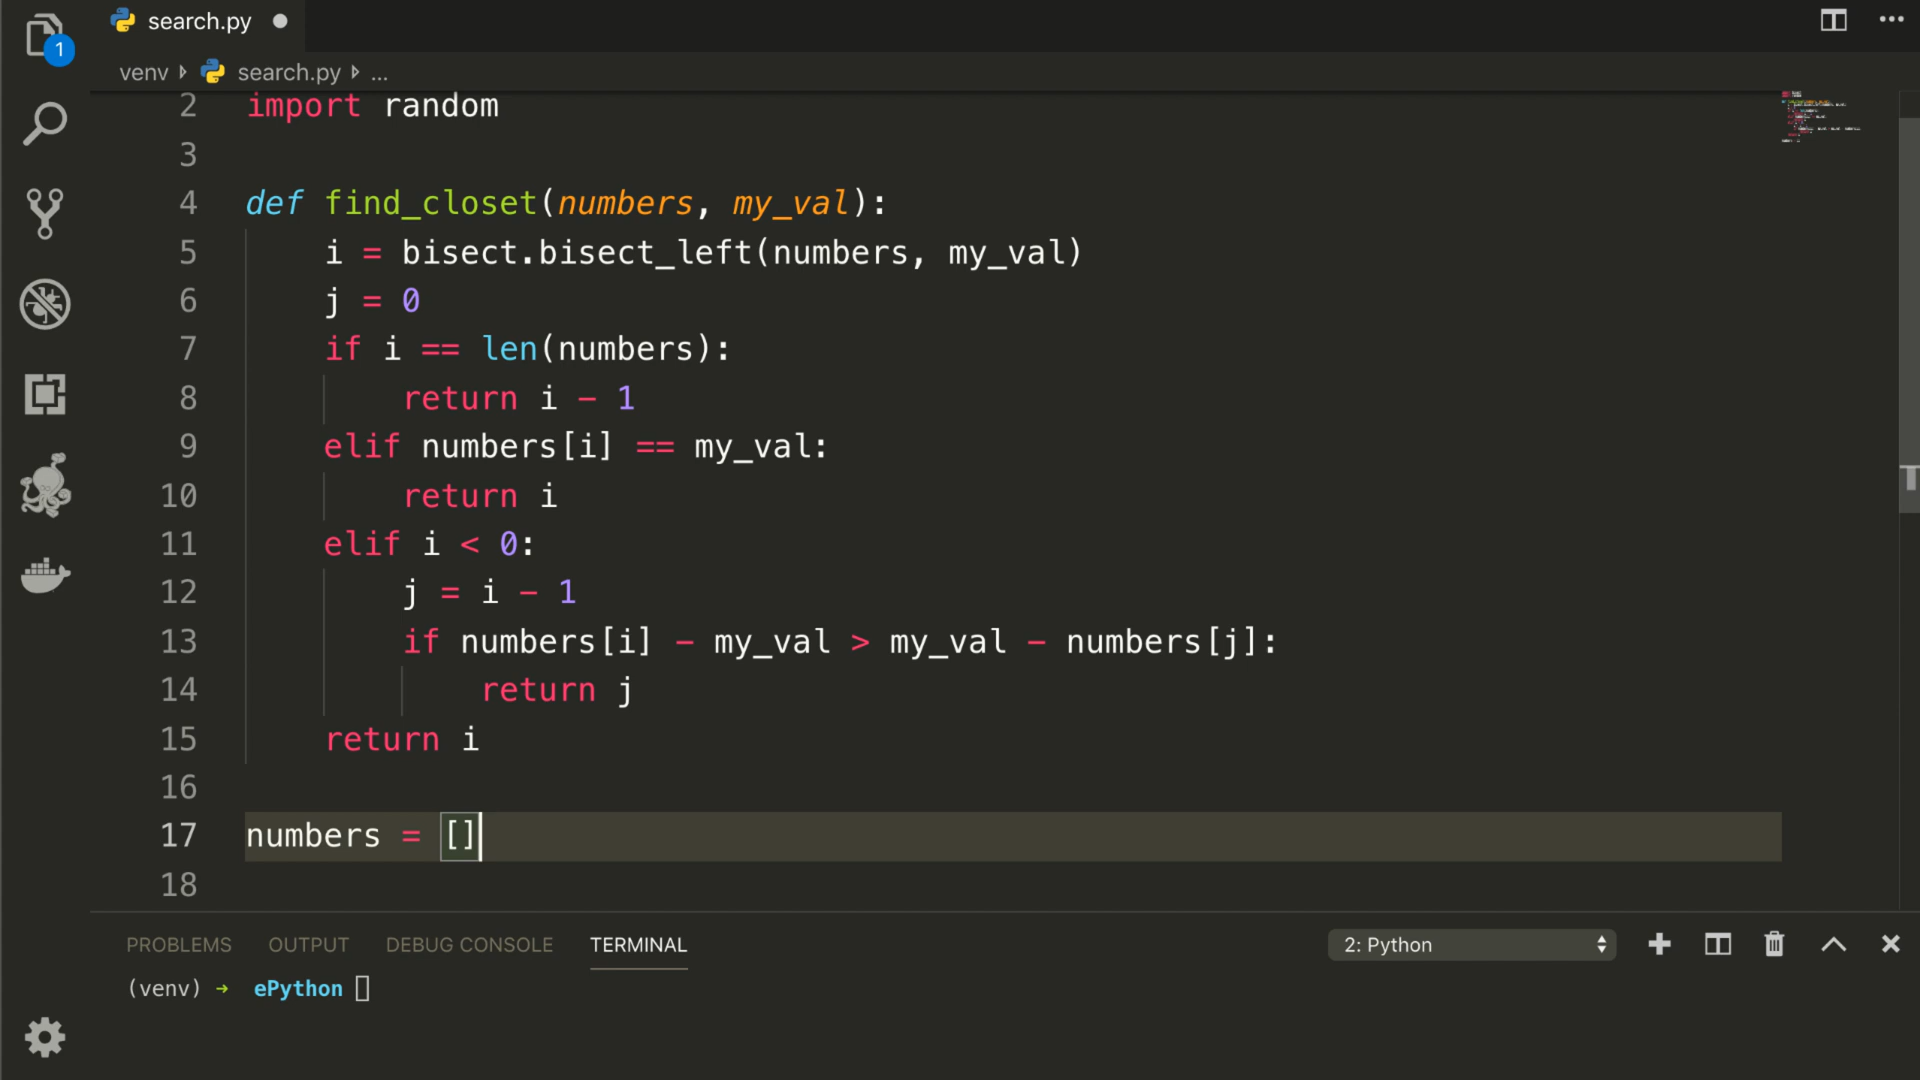 search.py
1
venv search.py ...
2 import random
3
4 def find_closet(numbers, my_val):
5 i = bisect.bisect_left(numbers, my_val)
6 j = 0
7 if i == len(numbers):
8 return i - 1
9 elif numbers[i] == my_val:
10 return i
11 elif i < 0:
12 j = i - 1
13 if numbers[i] - my_val > my_val - numbers[j]:
14 return j
15 return i
16
17 numbers = []
18
PROBLEMS OUTPUT DEBUG CONSOLE TERMINAL 2: Python
(venv) → ePython